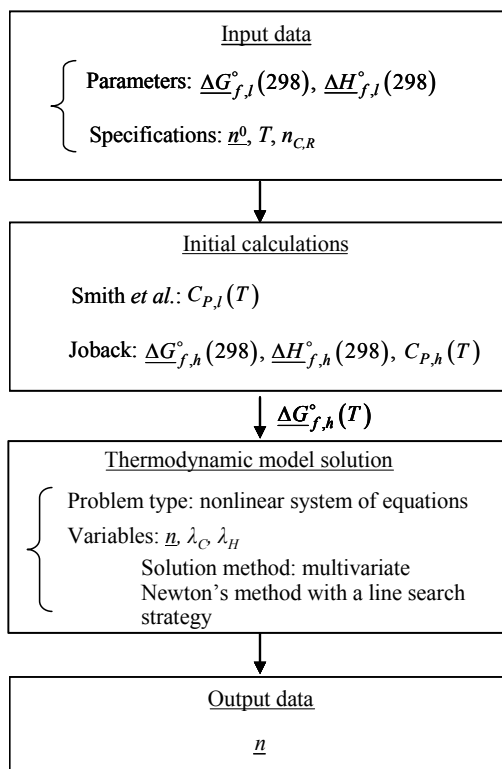 Input data
Parameters: ΔG°f,l(298), ΔH°f,l(298)
Specifications: n⁰, T, nC,R
Initial calculations
Smith et al.: CP,l(T)
Joback: ΔG°f,h(298), ΔH°f,h(298), CP,h(T)
ΔG°f,h(T)
Thermodynamic model solution
Problem type: nonlinear system of equations
Variables: n, λC, λH
Solution method: multivariate
Newton's method with a line search
strategy
Output data
n